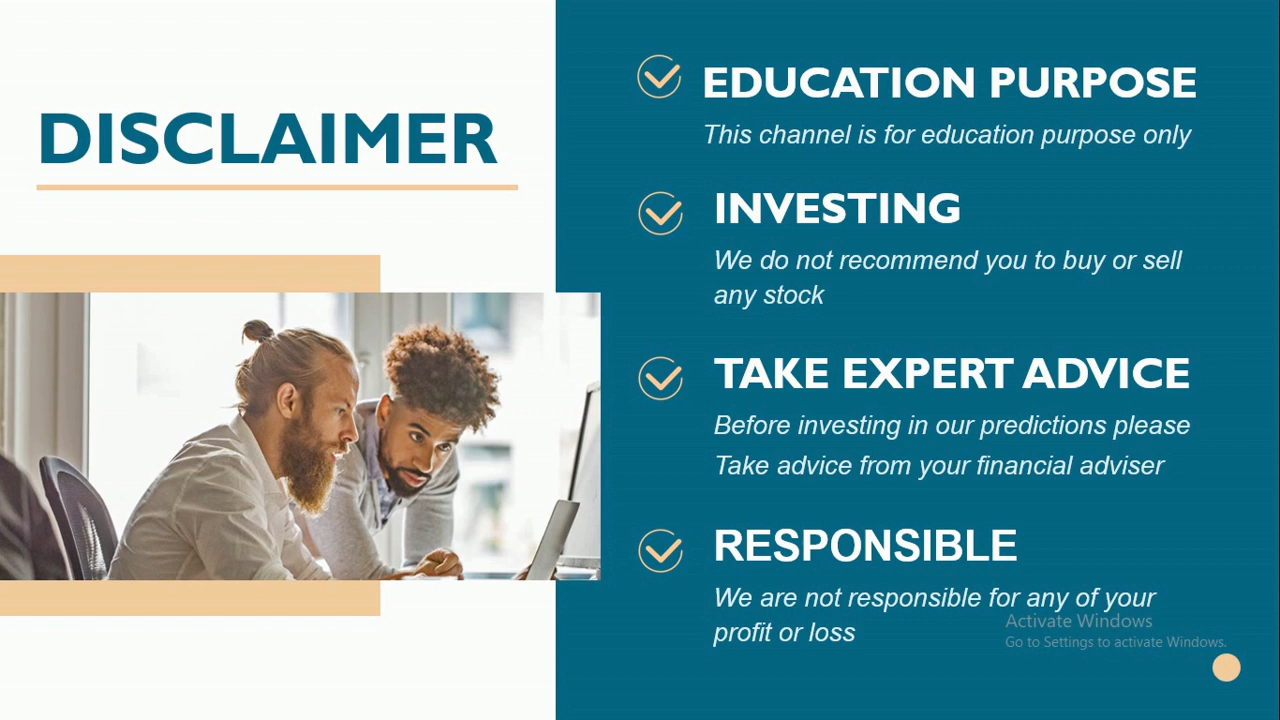 DISCLAIMER
EDUCATION PURPOSE
This channel is for education purpose only
INVESTING
We do not recommend you to buy or sell
any stock
TAKE EXPERT ADVICE
Before investing in our predictions please
Take advice from your financial adviser
RESPONSIBLE
We are not responsible for any of your
profit or loss
Activate Windows
Go to Settings to activate Windows.